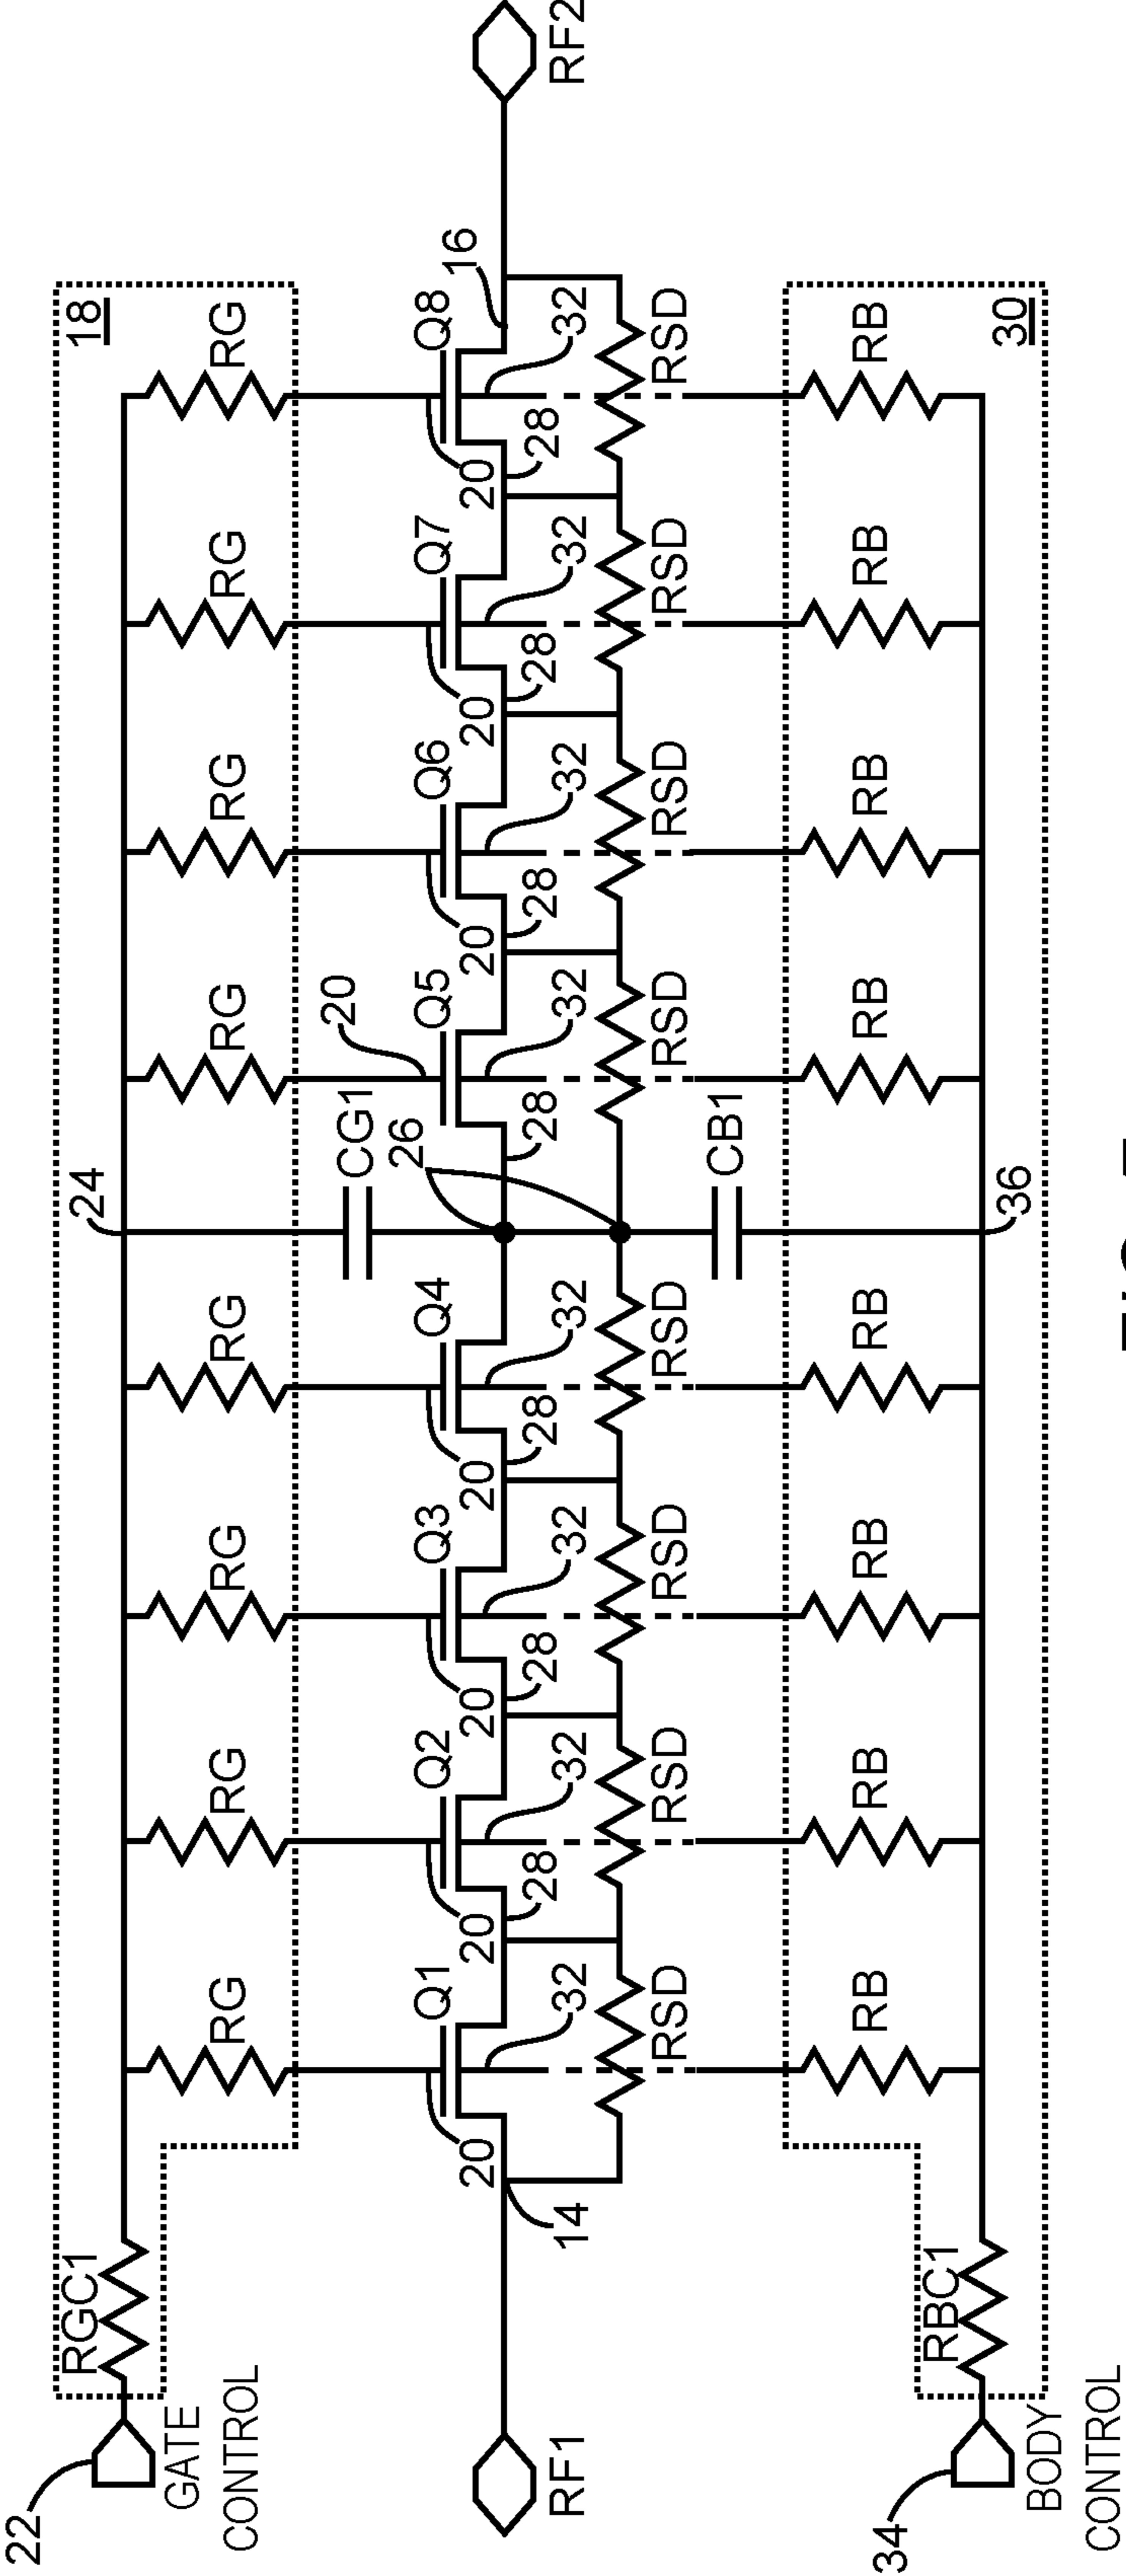 22
RGC1
24
18
GATE
CONTROL
RG
RG
RG
RG
RG
RG
RG
RG
CG1
20
26
Q1
Q2
Q3
Q4
Q5
Q6
Q7
Q8
16
20
20
20
20
20
20
20
28
28
28
28
28
28
28
RF1
14
32
32
32
32
32
32
32
32
RF2
RSD
RSD
RSD
RSD
RSD
RSD
RSD
RSD
CB1
RB
RB
RB
RB
RB
RB
RB
RB
34
RBC1
36
30
BODY
CONTROL